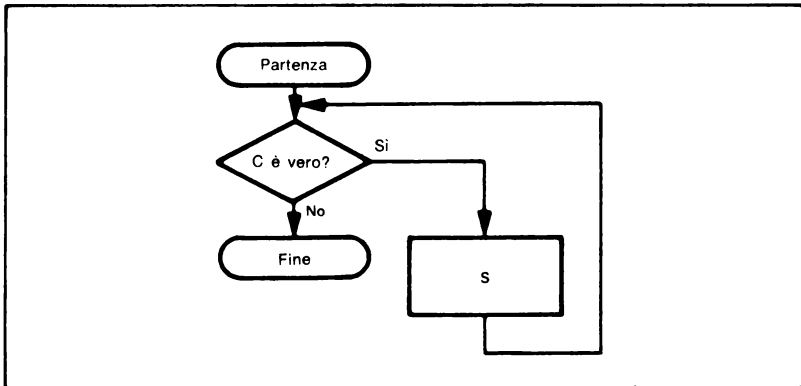 Partenza
C è vero?
Si
No
Fine
S